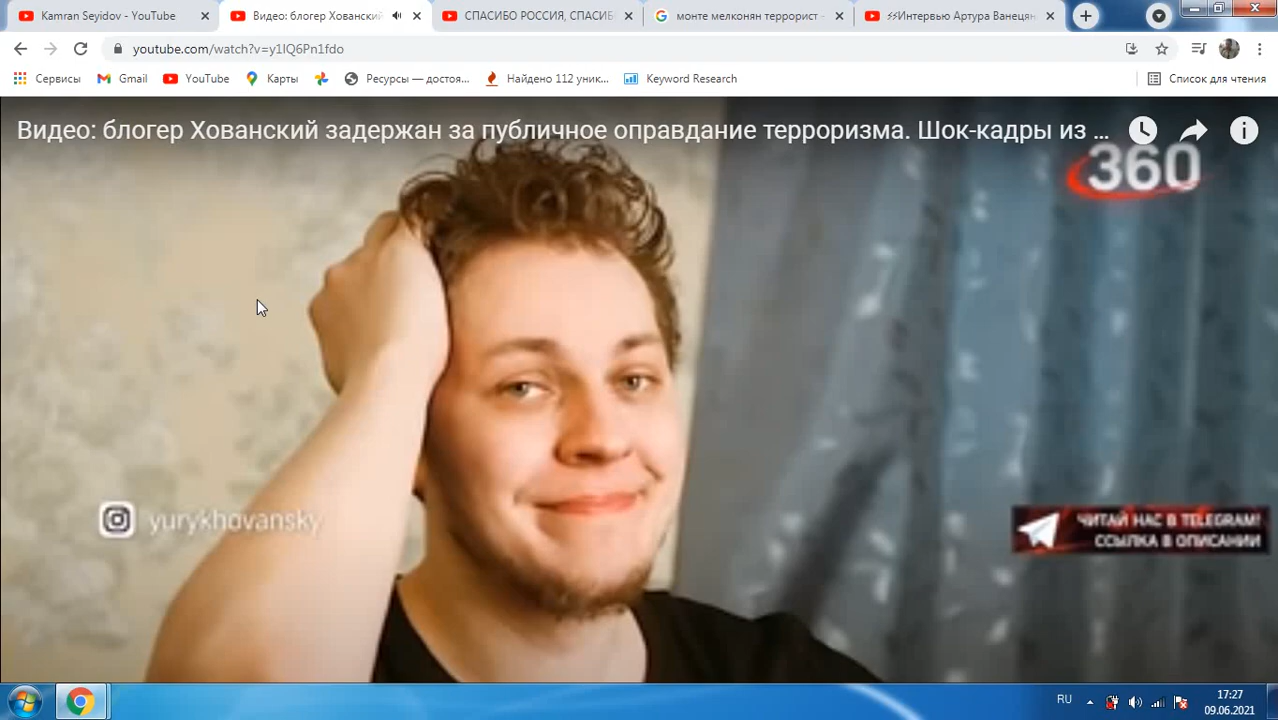 Kamran Seyidov - YouTube
Видео: блогер Хованский
СПАСИБО РОССИЯ, СПАСИБ
монте мелконян террорист -
⚡⚡Интервью Артура Ванецян
youtube.com/watch?v=y1lQ6Pn1fdo
Сервисы
Gmail
YouTube
Карты
Ресурсы — достоя...
Найдено 112 уник...
Keyword Research
Список для чтения
Видео: блогер Хованский задержан за публичное оправдание терроризма. Шок-кадры из ...
360
yurykhovansky
ЧИТАЙ НАС В TELEGRAM!
ССЫЛКА В ОПИСАНИИ
RU
17:27
09.06.2021